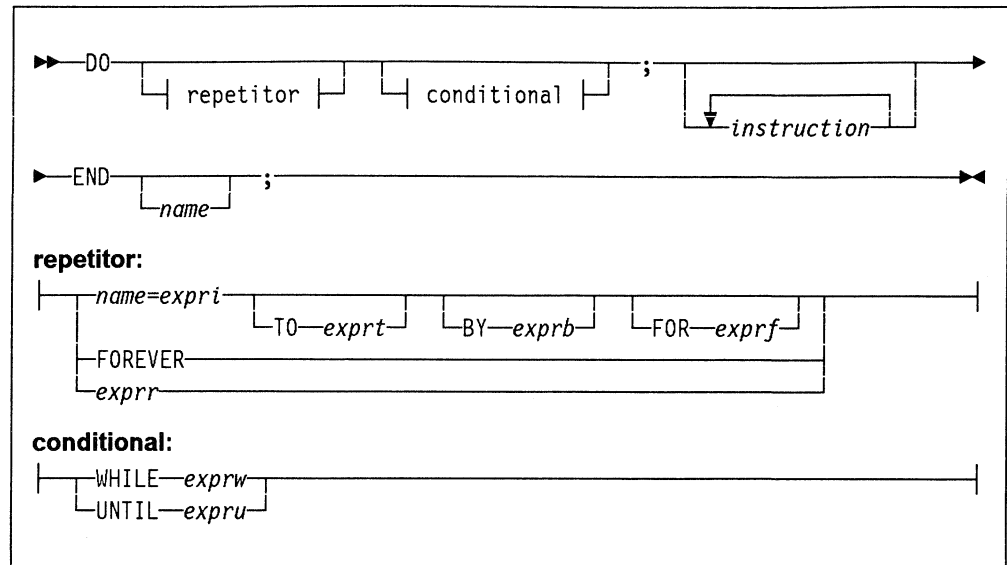 DO repetitor conditional ; instruction
END name ;
repetitor:
name=expri TO exprt BY exprb FOR exprf
FOREVER
exprr
conditional:
WHILE exprw
UNTIL expru